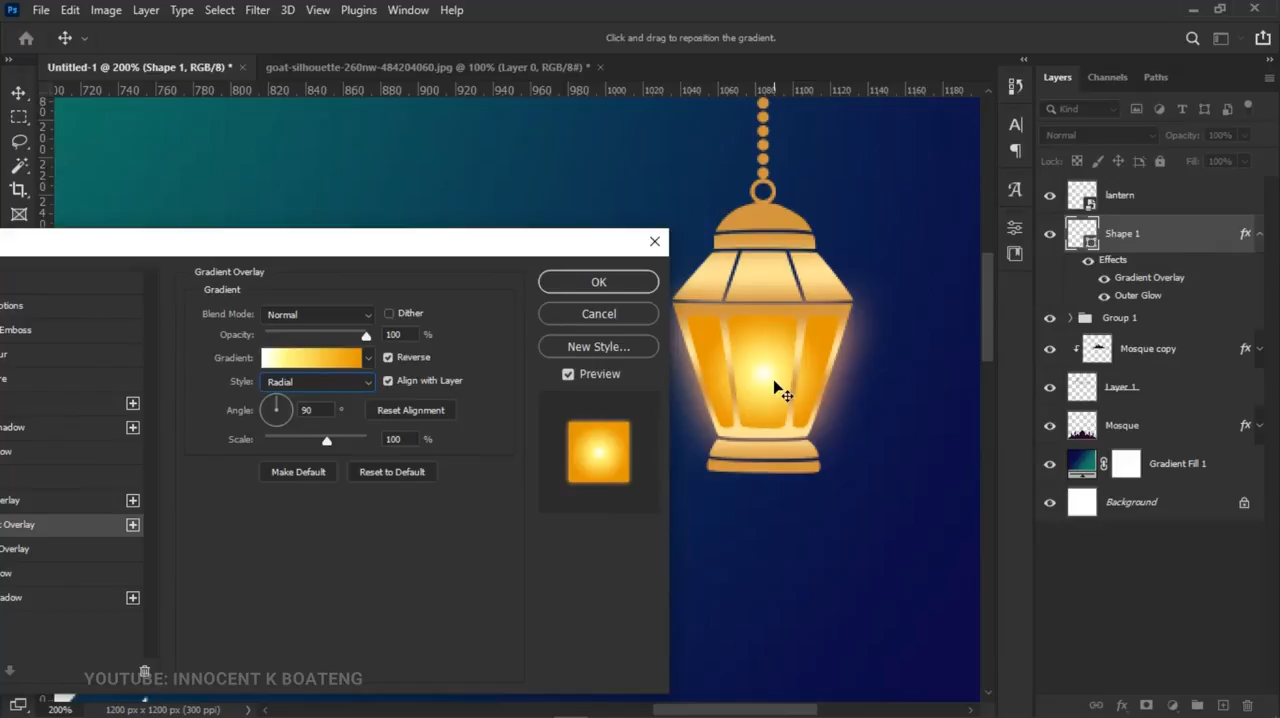 Ps File Edit Image Layer Type Select Filter 3D View Plugins Window Help
Click and drag to reposition the gradient.
Untitled-1 @ 200% (Shape 1, RGB/8) * × goat-silhouette-260nw-484204060.jpg @ 100% (Layer 0, RGB/8#) * ×
720 740 760 780 800 820 840 860 880 900 920 940 960 980 1000 1020 1040 1060 1080 1100 1120 1140 1160 1180
Layers Channels Paths
Kind
Normal Opacity: 100%
Lock: Fill: 100%
lantern
Shape 1 fx
Effects
Gradient Overlay
Outer Glow
Group 1
Mosque copy fx
Layer 1
Mosque fx
Gradient Fill 1
Background
Gradient Overlay
Gradient
Blend Mode: Normal Dither
Opacity: 100 %
Gradient: Reverse
Style: Radial Align with Layer
Angle: 90 ° Reset Alignment
Scale: 100 %
Make Default Reset to Default
OK
Cancel
New Style...
Preview
ptions
Emboss
ur
re
adow
ow
erlay
t Overlay
Overlay
ow
adow
YOUTUBE: INNOCENT K BOATENG
200% 1200 px x 1200 px (300 ppi)